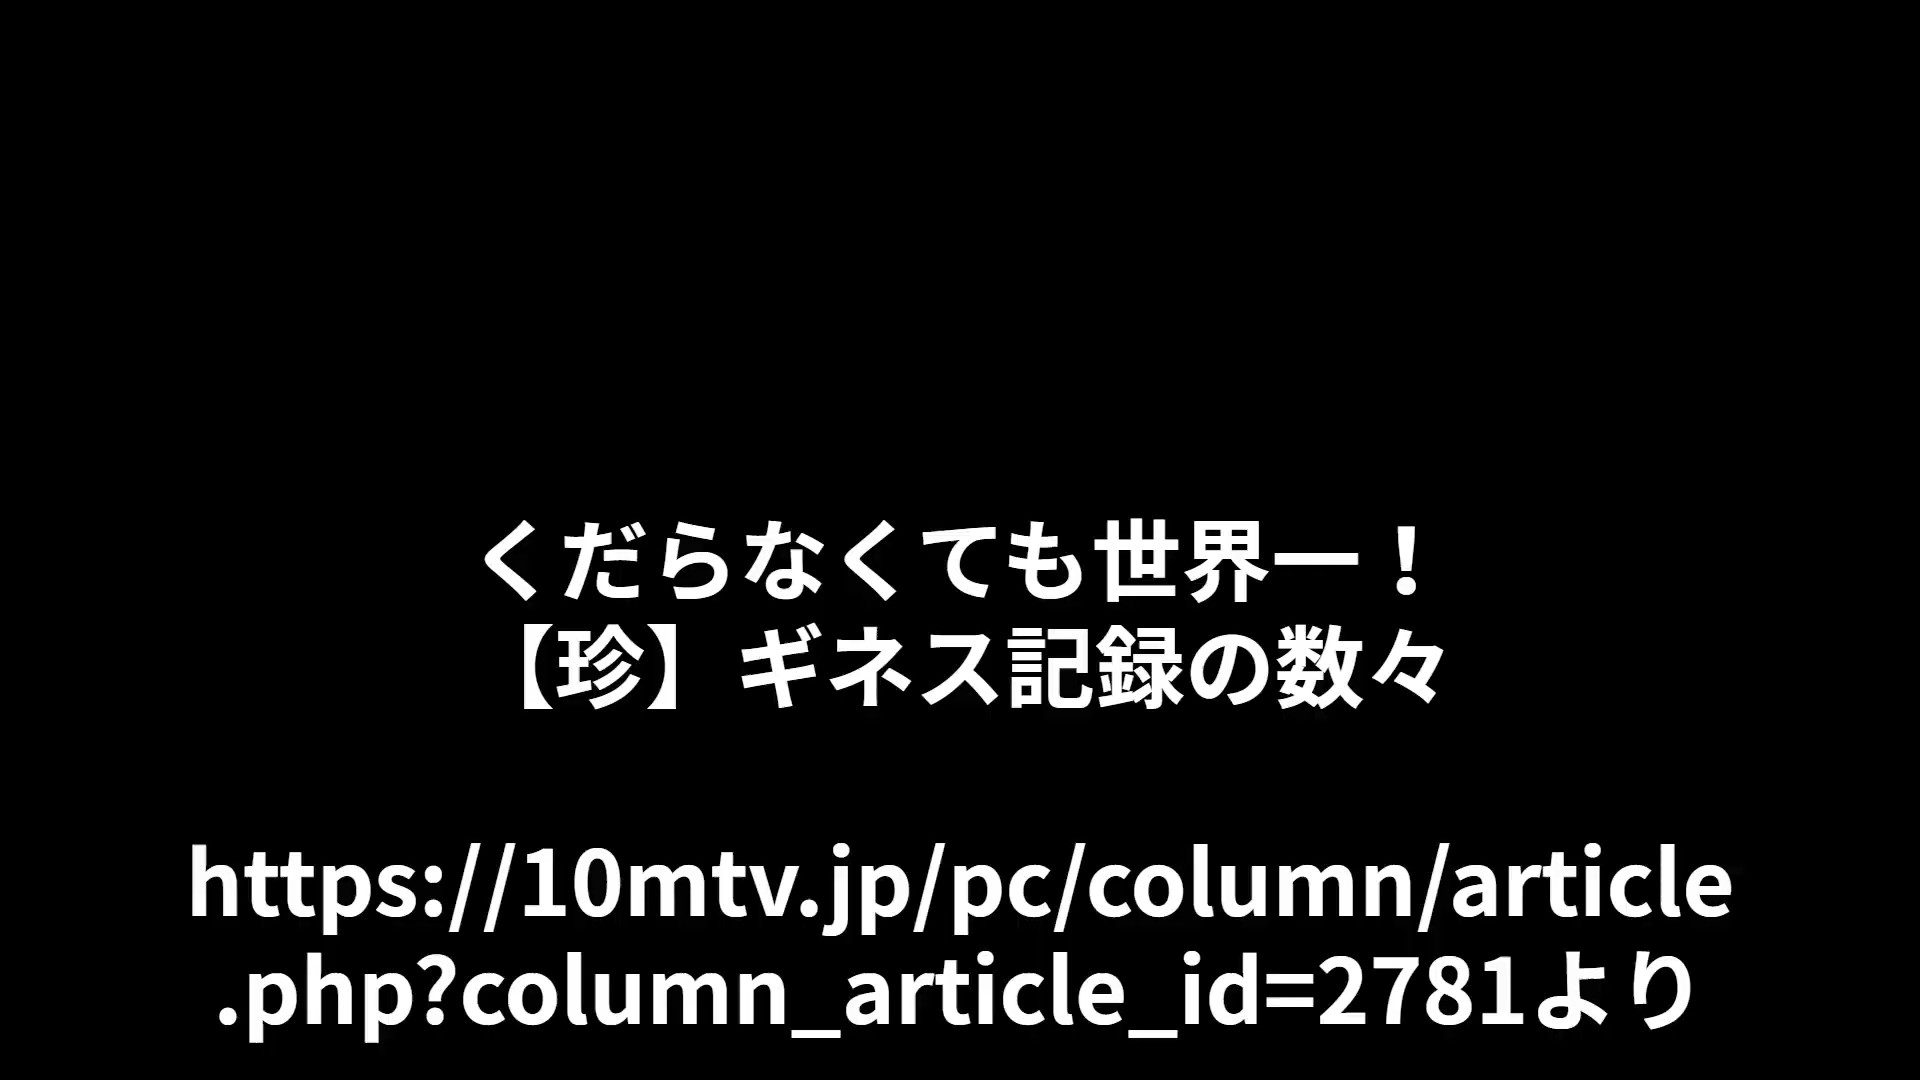 くだらなくても世界一！
【珍】ギネス記録の数々
https://10mtv.jp/pc/column/article
.php?column_article_id=2781より